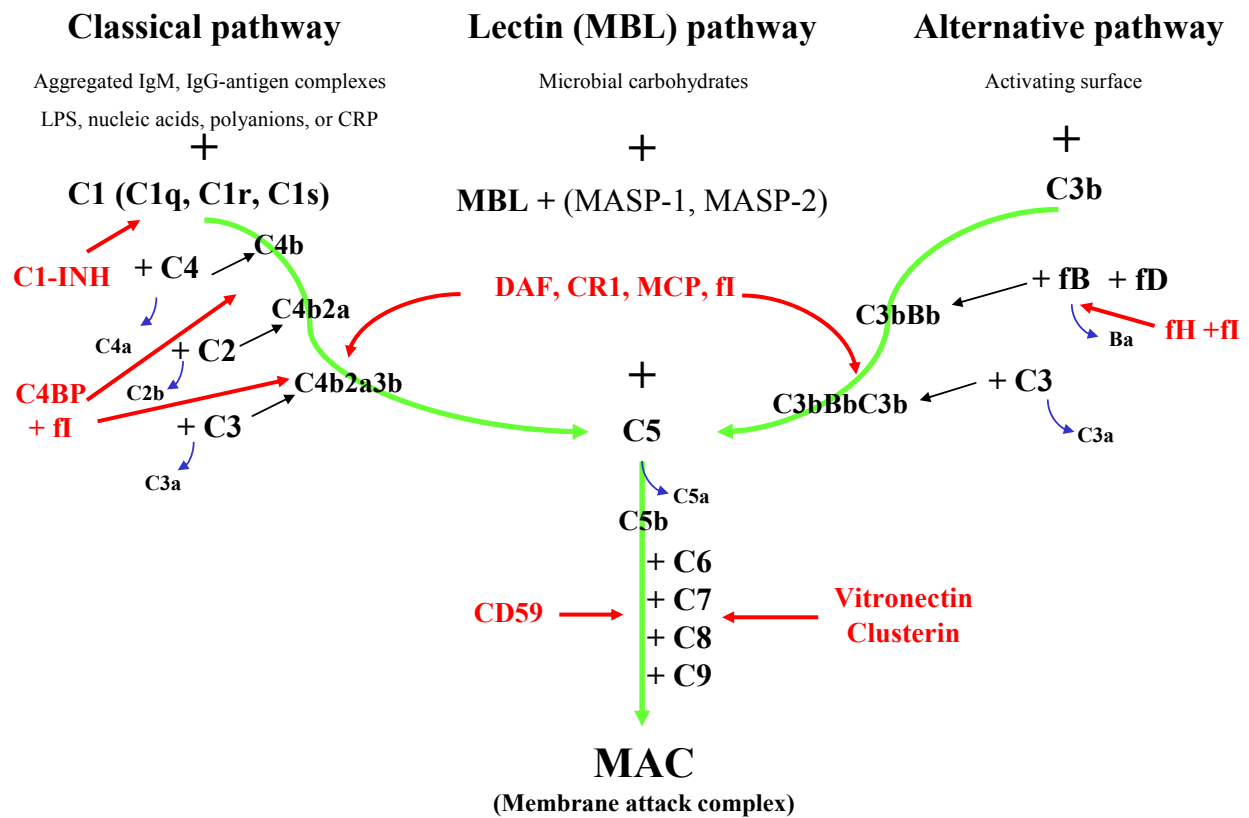 Classical pathway
Lectin (MBL) pathway
Alternative pathway
Aggregated IgM, IgG-antigen complexes
LPS, nucleic acids, polyanions, or CRP
Microbial carbohydrates
Activating surface
+
+
+
C1 (C1q, C1r, C1s)
MBL + (MASP-1, MASP-2)
C3b
C1-INH
+ C4
C4b
C4a
DAF, CR1, MCP, fI
+ fB + fD
C3bBb
Ba
fH +fI
C4b2a
+ C2
C2b
C4BP
+ fI
C4b2a3b
+ C3
C3a
+
C5
C3bBbC3b
+ C3
C3a
C5a
C5b
+ C6
+ C7
+ C8
+ C9
CD59
Vitronectin
Clusterin
MAC
(Membrane attack complex)